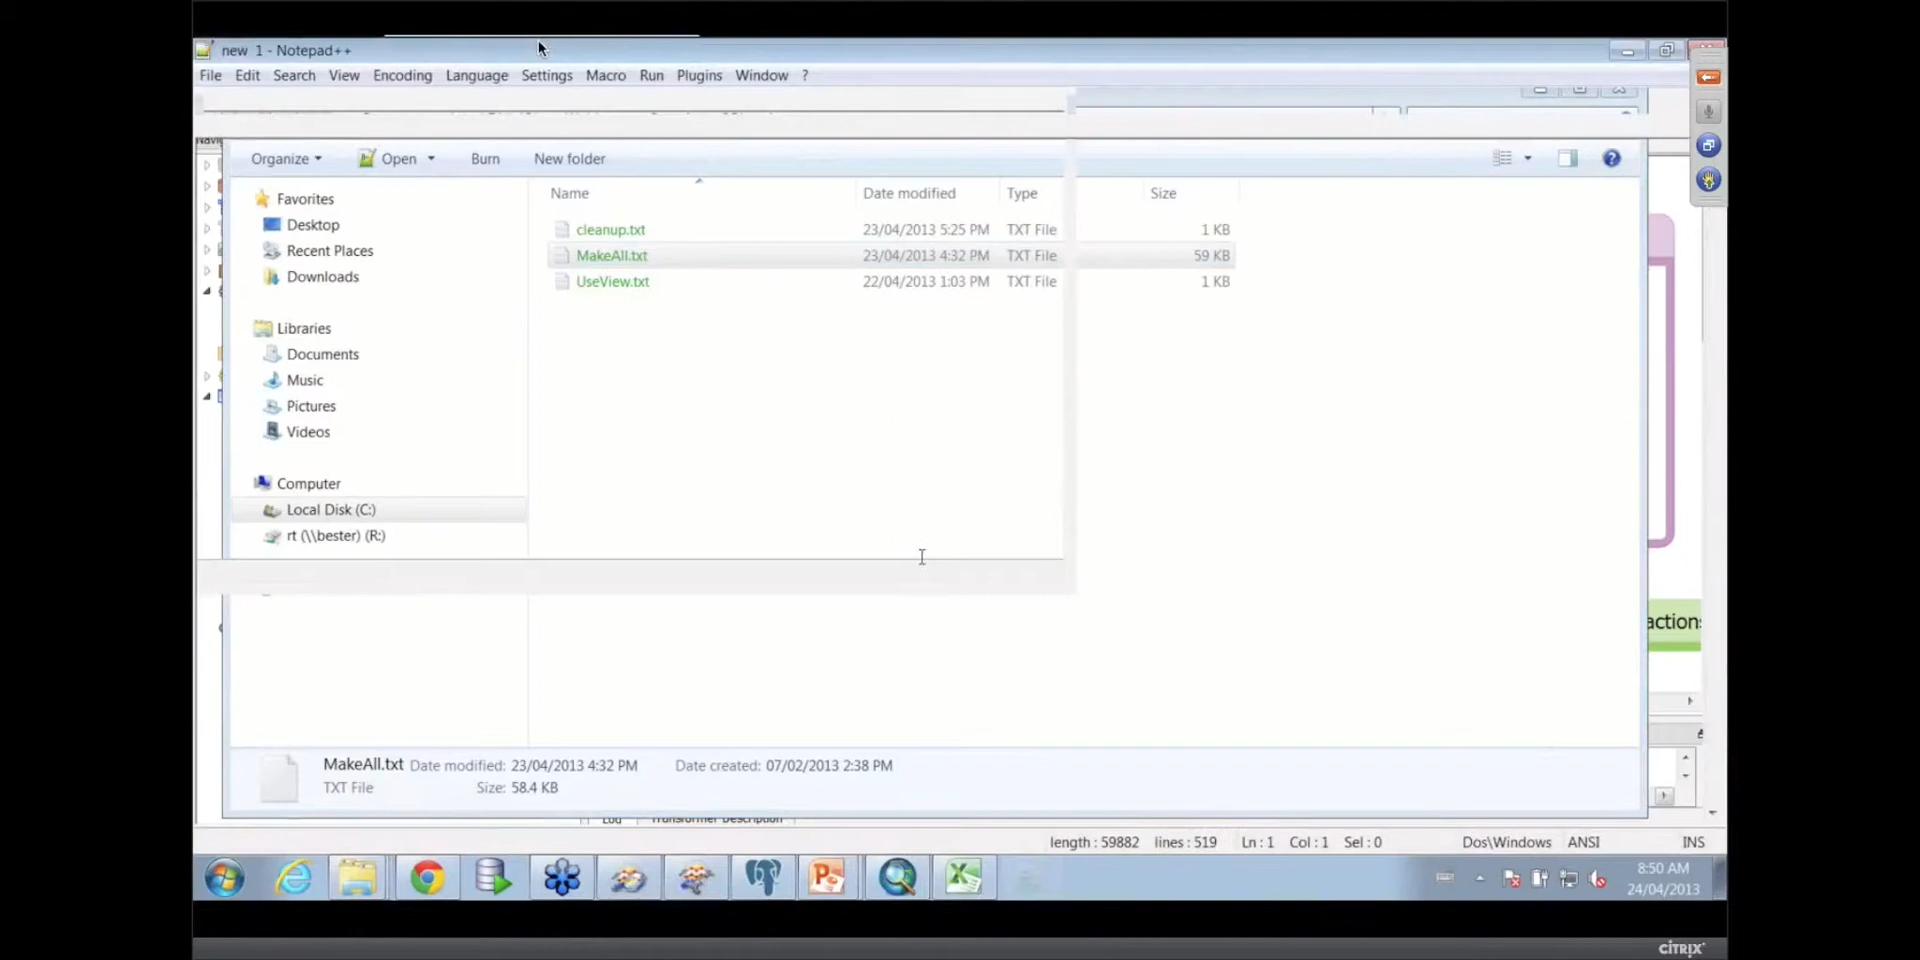 new 1 - Notepad++
File Edit Search View Encoding Language Settings Macro Run Plugins Window ?
Organize Open Burn New folder
Name Date modified Type Size
Favorites
Desktop
Recent Places
Downloads
cleanup.txt 23/04/2013 5:25 PM TXT File 1 KB
MakeAll.txt 23/04/2013 4:32 PM TXT File 59 KB
UseView.txt 22/04/2013 1:03 PM TXT File 1 KB
Libraries
Documents
Music
Pictures
Videos
Computer
Local Disk (C:)
rt (\\bester) (R:)
MakeAll.txt Date modified: 23/04/2013 4:32 PM Date created: 07/02/2013 2:38 PM
TXT File Size: 58.4 KB
Log Transformer Description
length : 59882 lines : 519 Ln : 1 Col : 1 Sel : 0 Dos\Windows ANSI INS
8:50 AM
24/04/2013
CITRIX